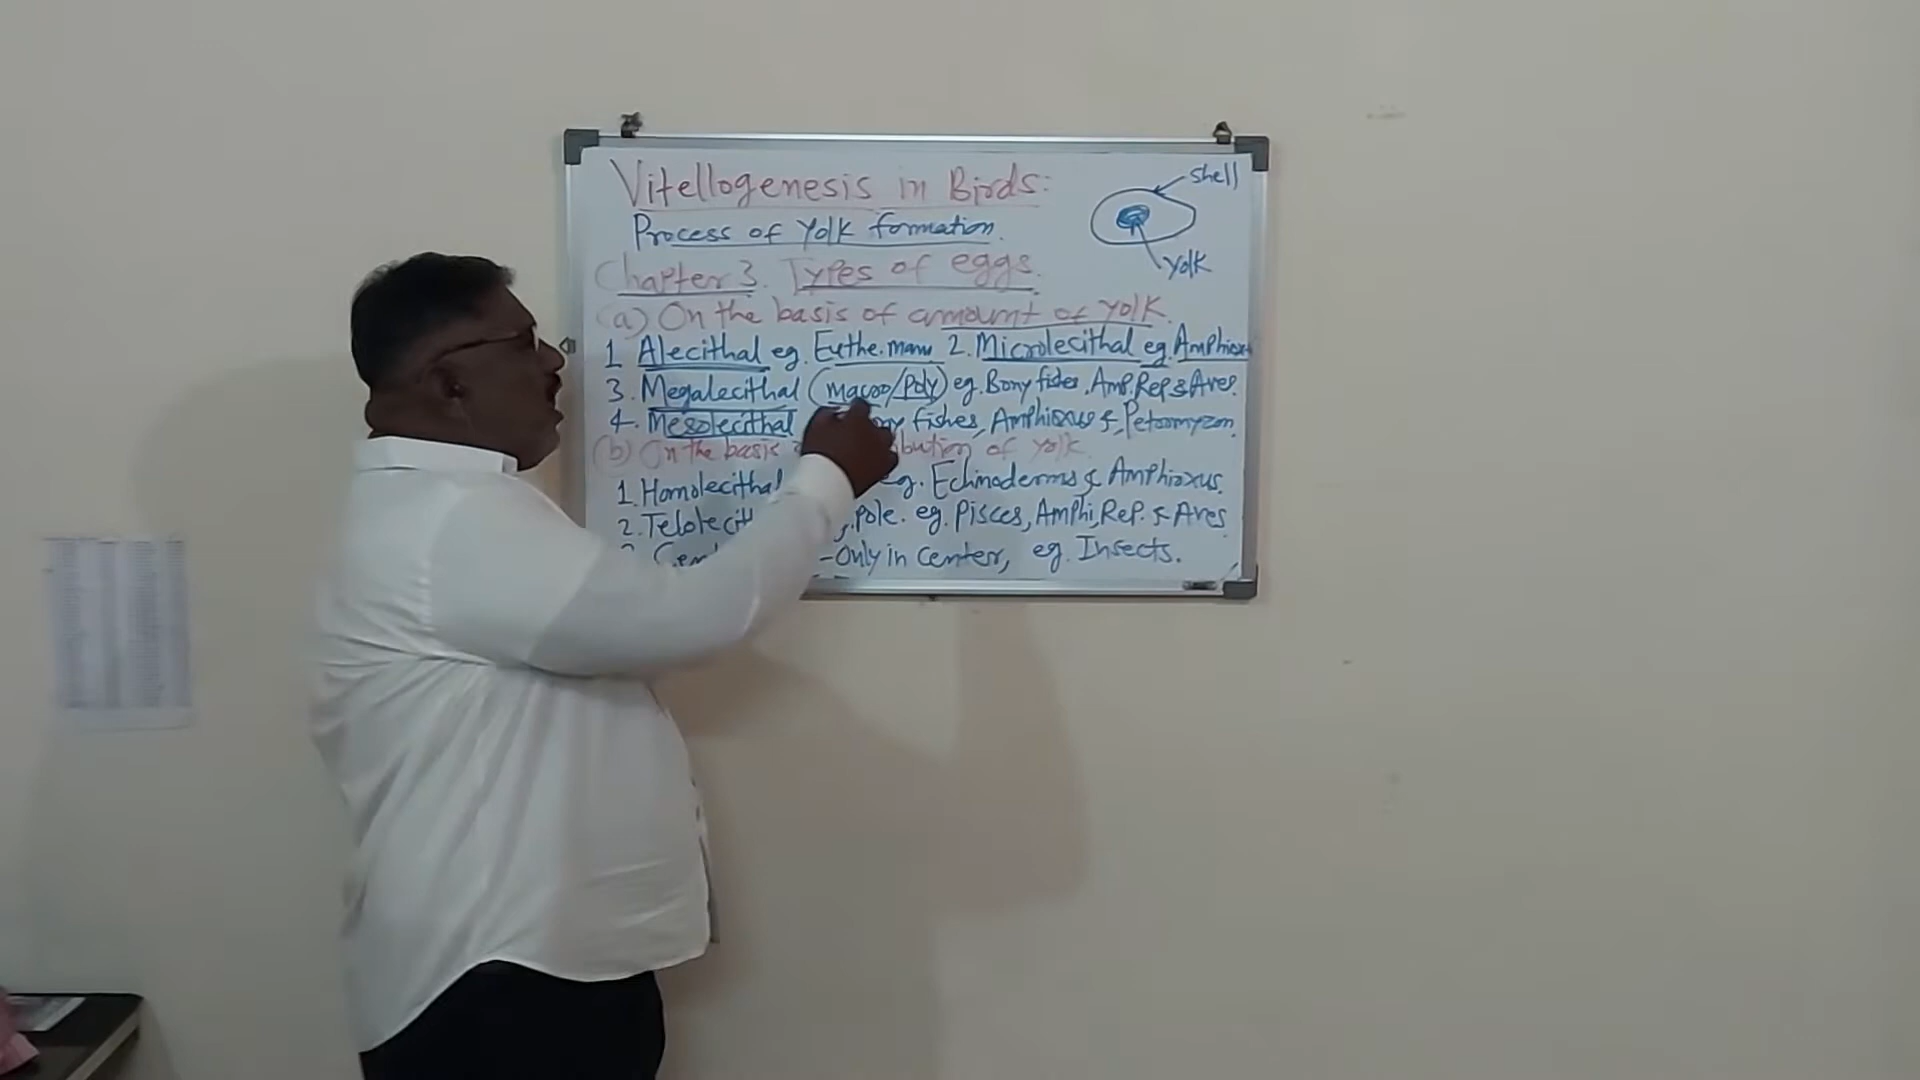 Vitellogenesis in Birds:
shell
Process of Yolk formation.
yolk
Chapter 3. Types of eggs.
(a) On the basis of amount of yolk.
1 Alecithal eg. Euthe. mam 2. Microlecithal eg. Amphiox
3. Megalecithal (macro/Poly) eg. Bony fishes, Amp. Rep & Aves.
4. Mesolecithal fishes, Amphioxus & Petromyzon.
(b) On the basis of yolk.
1. Homolecithal eg. Echinoderms & Amphioxus.
2. Pole. eg. Pisces, Amphi, Rep. & Aves
-Only in center, eg. Insects.